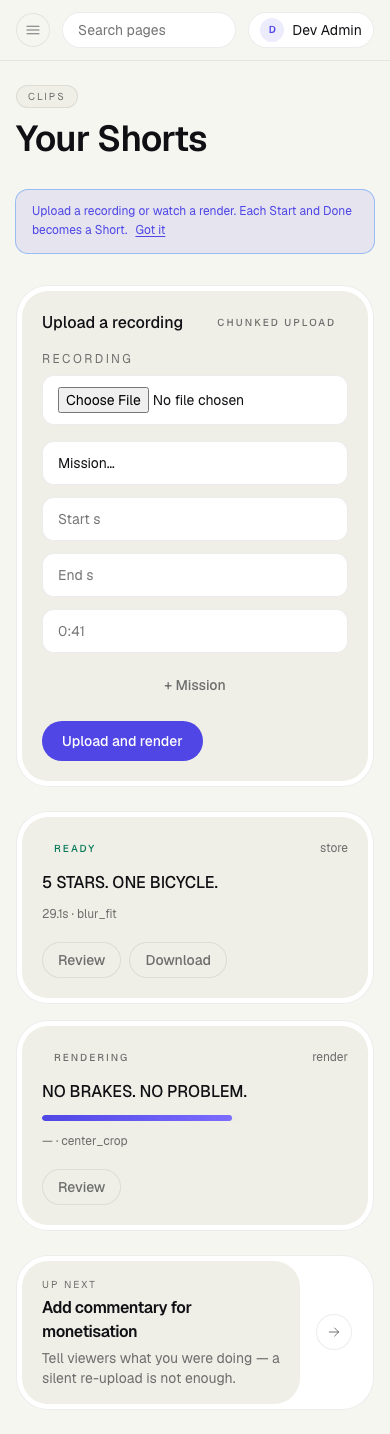 Search pages
D
Dev Admin
CLIPS
Your Shorts
Upload a recording or watch a render. Each Start and Done
becomes a Short. Got it
Upload a recording
CHUNKED UPLOAD
RECORDING
Choose File No file chosen
Mission…
Start s
End s
0:41
+ Mission
Upload and render
READY
store
5 STARS. ONE BICYCLE.
29.1s · blur_fit
Review
Download
RENDERING
render
NO BRAKES. NO PROBLEM.
— · center_crop
Review
UP NEXT
Add commentary for
monetisation
Tell viewers what you were doing — a
silent re-upload is not enough.